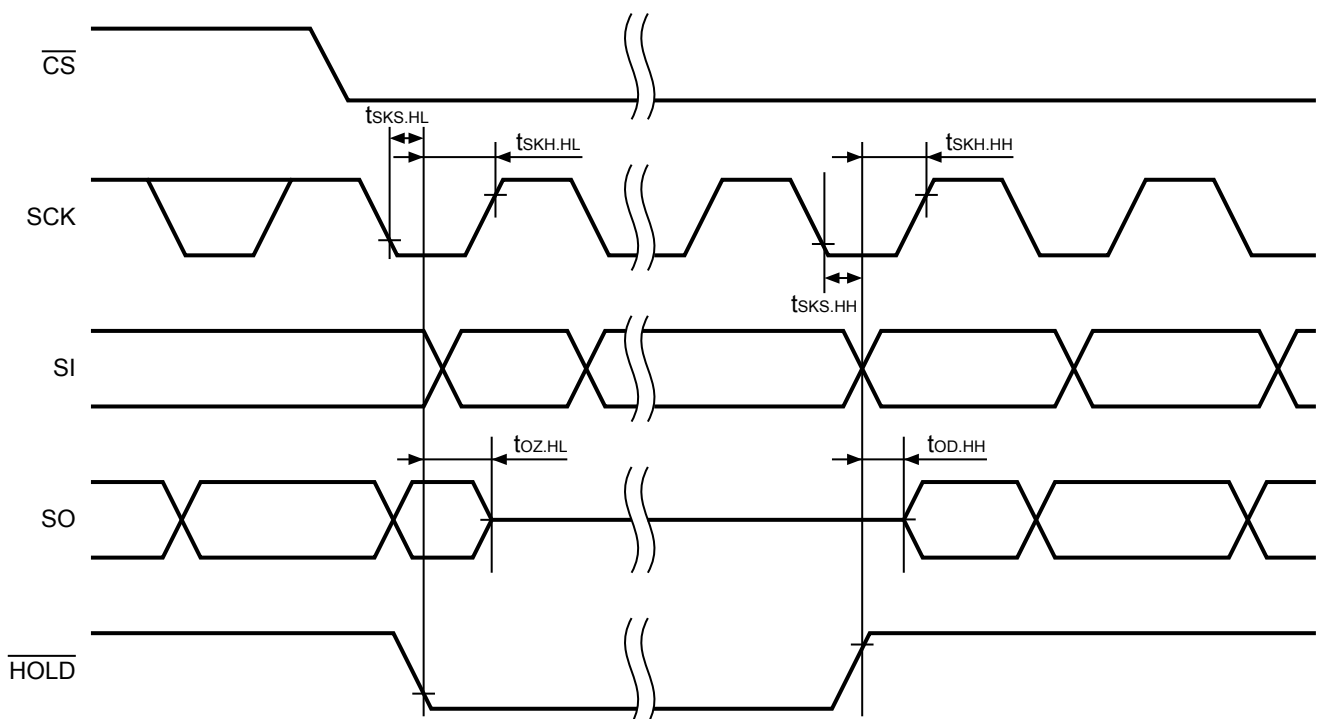 CS
tSKS.HL
tSKH.HL
tSKH.HH
SCK
tSKS.HH
SI
tOZ.HL
tOD.HH
SO
HOLD